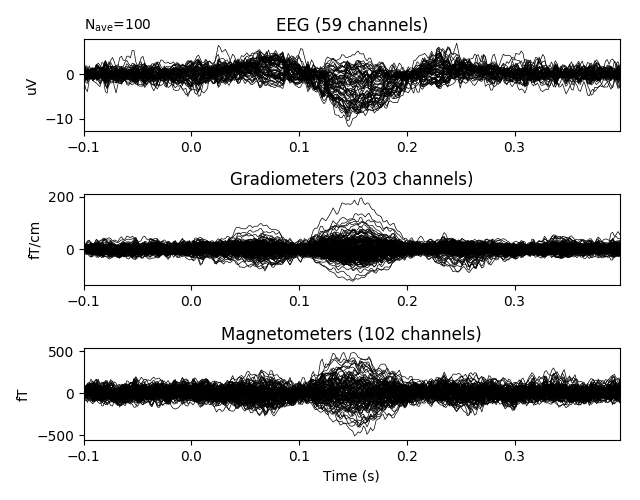 N_ave=100
EEG (59 channels)
uV
0
−10
−0.1 0.0 0.1 0.2 0.3
Gradiometers (203 channels)
fT/cm
200
0
−0.1 0.0 0.1 0.2 0.3
Magnetometers (102 channels)
fT
500
0
−500
−0.1 0.0 0.1 0.2 0.3
Time (s)